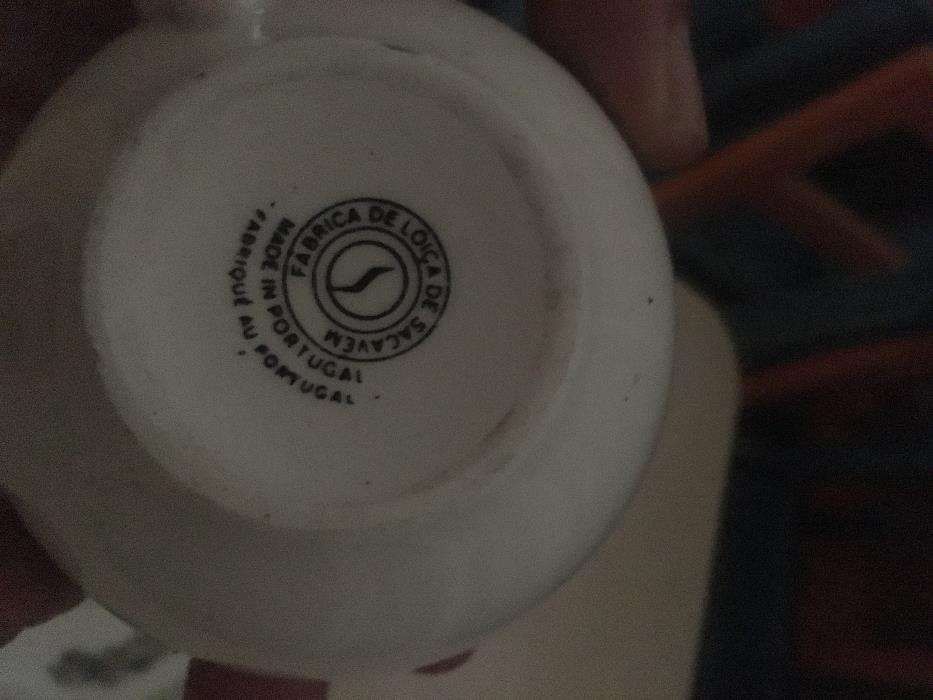 FABRICA DE LOIÇA DE SACAVEM
MADE IN PORTUGAL
FABRIQUÉ AU PORTUGAL